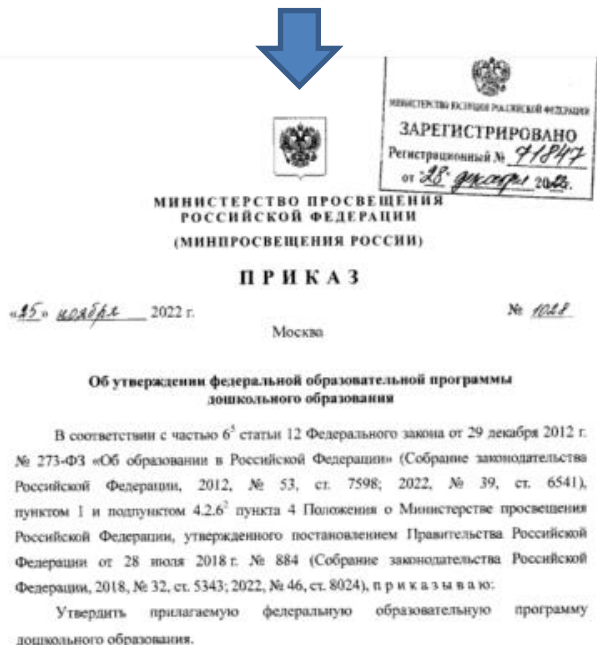 МИНИСТЕРСТВО ЮСТИЦИИ РОССИЙСКОЙ ФЕДЕРАЦИИ
ЗАРЕГИСТРИРОВАНО
Регистрационный № 71847
от "28" декабря 2022г.
МИНИСТЕРСТВО ПРОСВЕЩЕНИЯ
РОССИЙСКОЙ ФЕДЕРАЦИИ
(МИНПРОСВЕЩЕНИЯ РОССИИ)
ПРИКАЗ
«25» ноября 2022 г. № 1028
Москва
Об утверждении федеральной образовательной программы
дошкольного образования
В соответствии с частью 6⁵ статьи 12 Федерального закона от 29 декабря 2012 г.
№ 273-ФЗ «Об образовании в Российской Федерации» (Собрание законодательства
Российской Федерации, 2012, № 53, ст. 7598; 2022, № 39, ст. 6541),
пунктом 1 и подпунктом 4.2.6² пункта 4 Положения о Министерстве просвещения
Российской Федерации, утвержденного постановлением Правительства Российской
Федерации от 28 июля 2018 г. № 884 (Собрание законодательства Российской
Федерации, 2018, № 32, ст. 5343; 2022, № 46, ст. 8024), п р и к а з ы в а ю:
Утвердить прилагаемую федеральную образовательную программу
дошкольного образования.